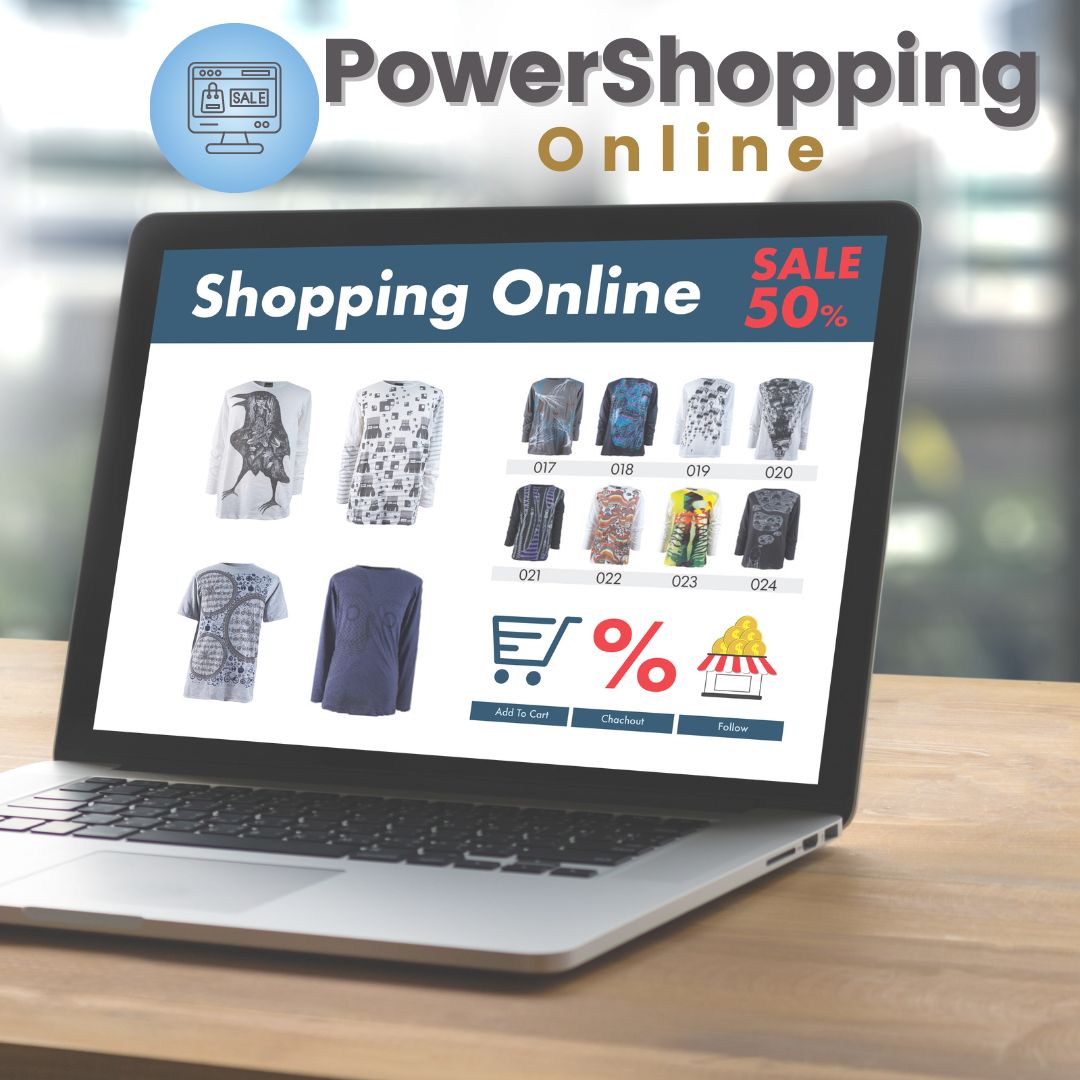 SALE
PowerShopping
Online
Shopping Online
SALE
50%
017 018 019 020
021 022 023 024
%
Add To Cart Chachout Follow